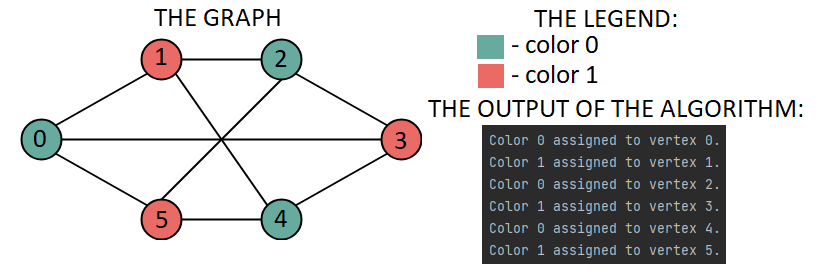 THE GRAPH
1
2
0
3
5
4
THE LEGEND:
- color 0
- color 1
THE OUTPUT OF THE ALGORITHM:
Color 0 assigned to vertex 0.
Color 1 assigned to vertex 1.
Color 0 assigned to vertex 2.
Color 1 assigned to vertex 3.
Color 0 assigned to vertex 4.
Color 1 assigned to vertex 5.